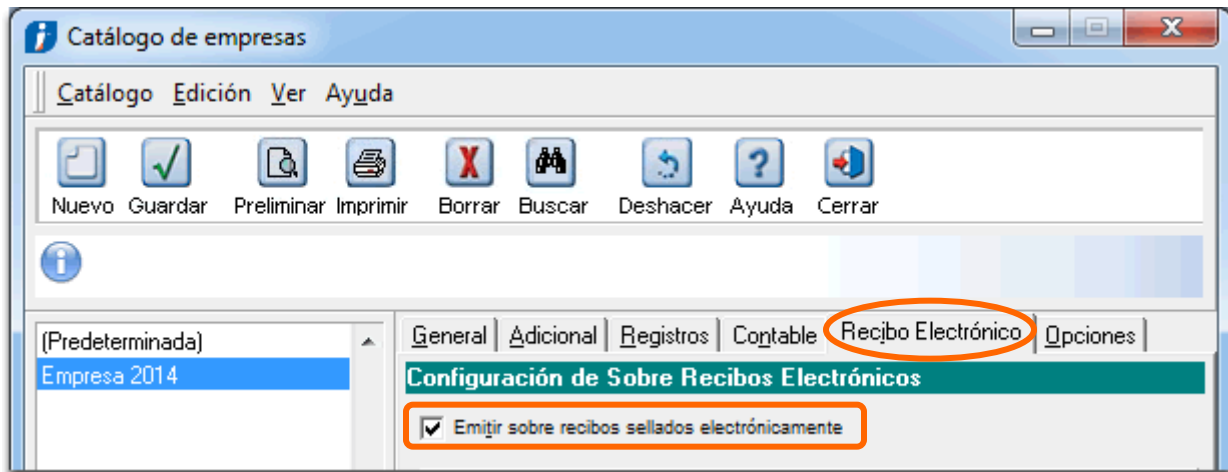 Catálogo de empresas
Catálogo Edición Ver Ayuda
Nuevo Guardar Preliminar Imprimir Borrar Buscar Deshacer Ayuda Cerrar
(Predeterminada)
Empresa 2014
General Adicional Registros Contable Recibo Electrónico Opciones
Configuración de Sobre Recibos Electrónicos
Emitir sobre recibos sellados electrónicamente